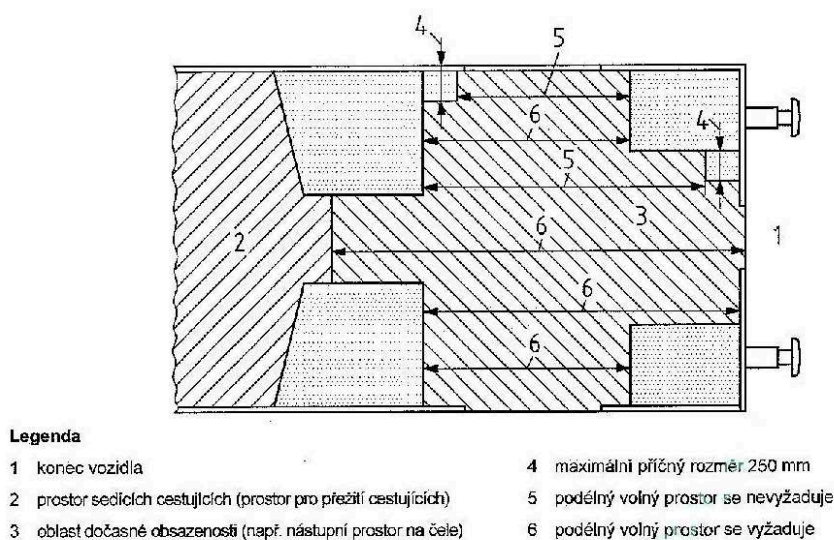 4
5
6
4
5
2
3
6
1
6
6
Legenda
1 konec vozidla
2 prostor sedících cestujících (prostor pro přežití cestujících)
3 oblast dočasné obsazenosti (např. nástupní prostor na čele)
4 maximální příčný rozměr 250 mm
5 podélný volný prostor se nevyžaduje
6 podélný volný prostor se vyžaduje